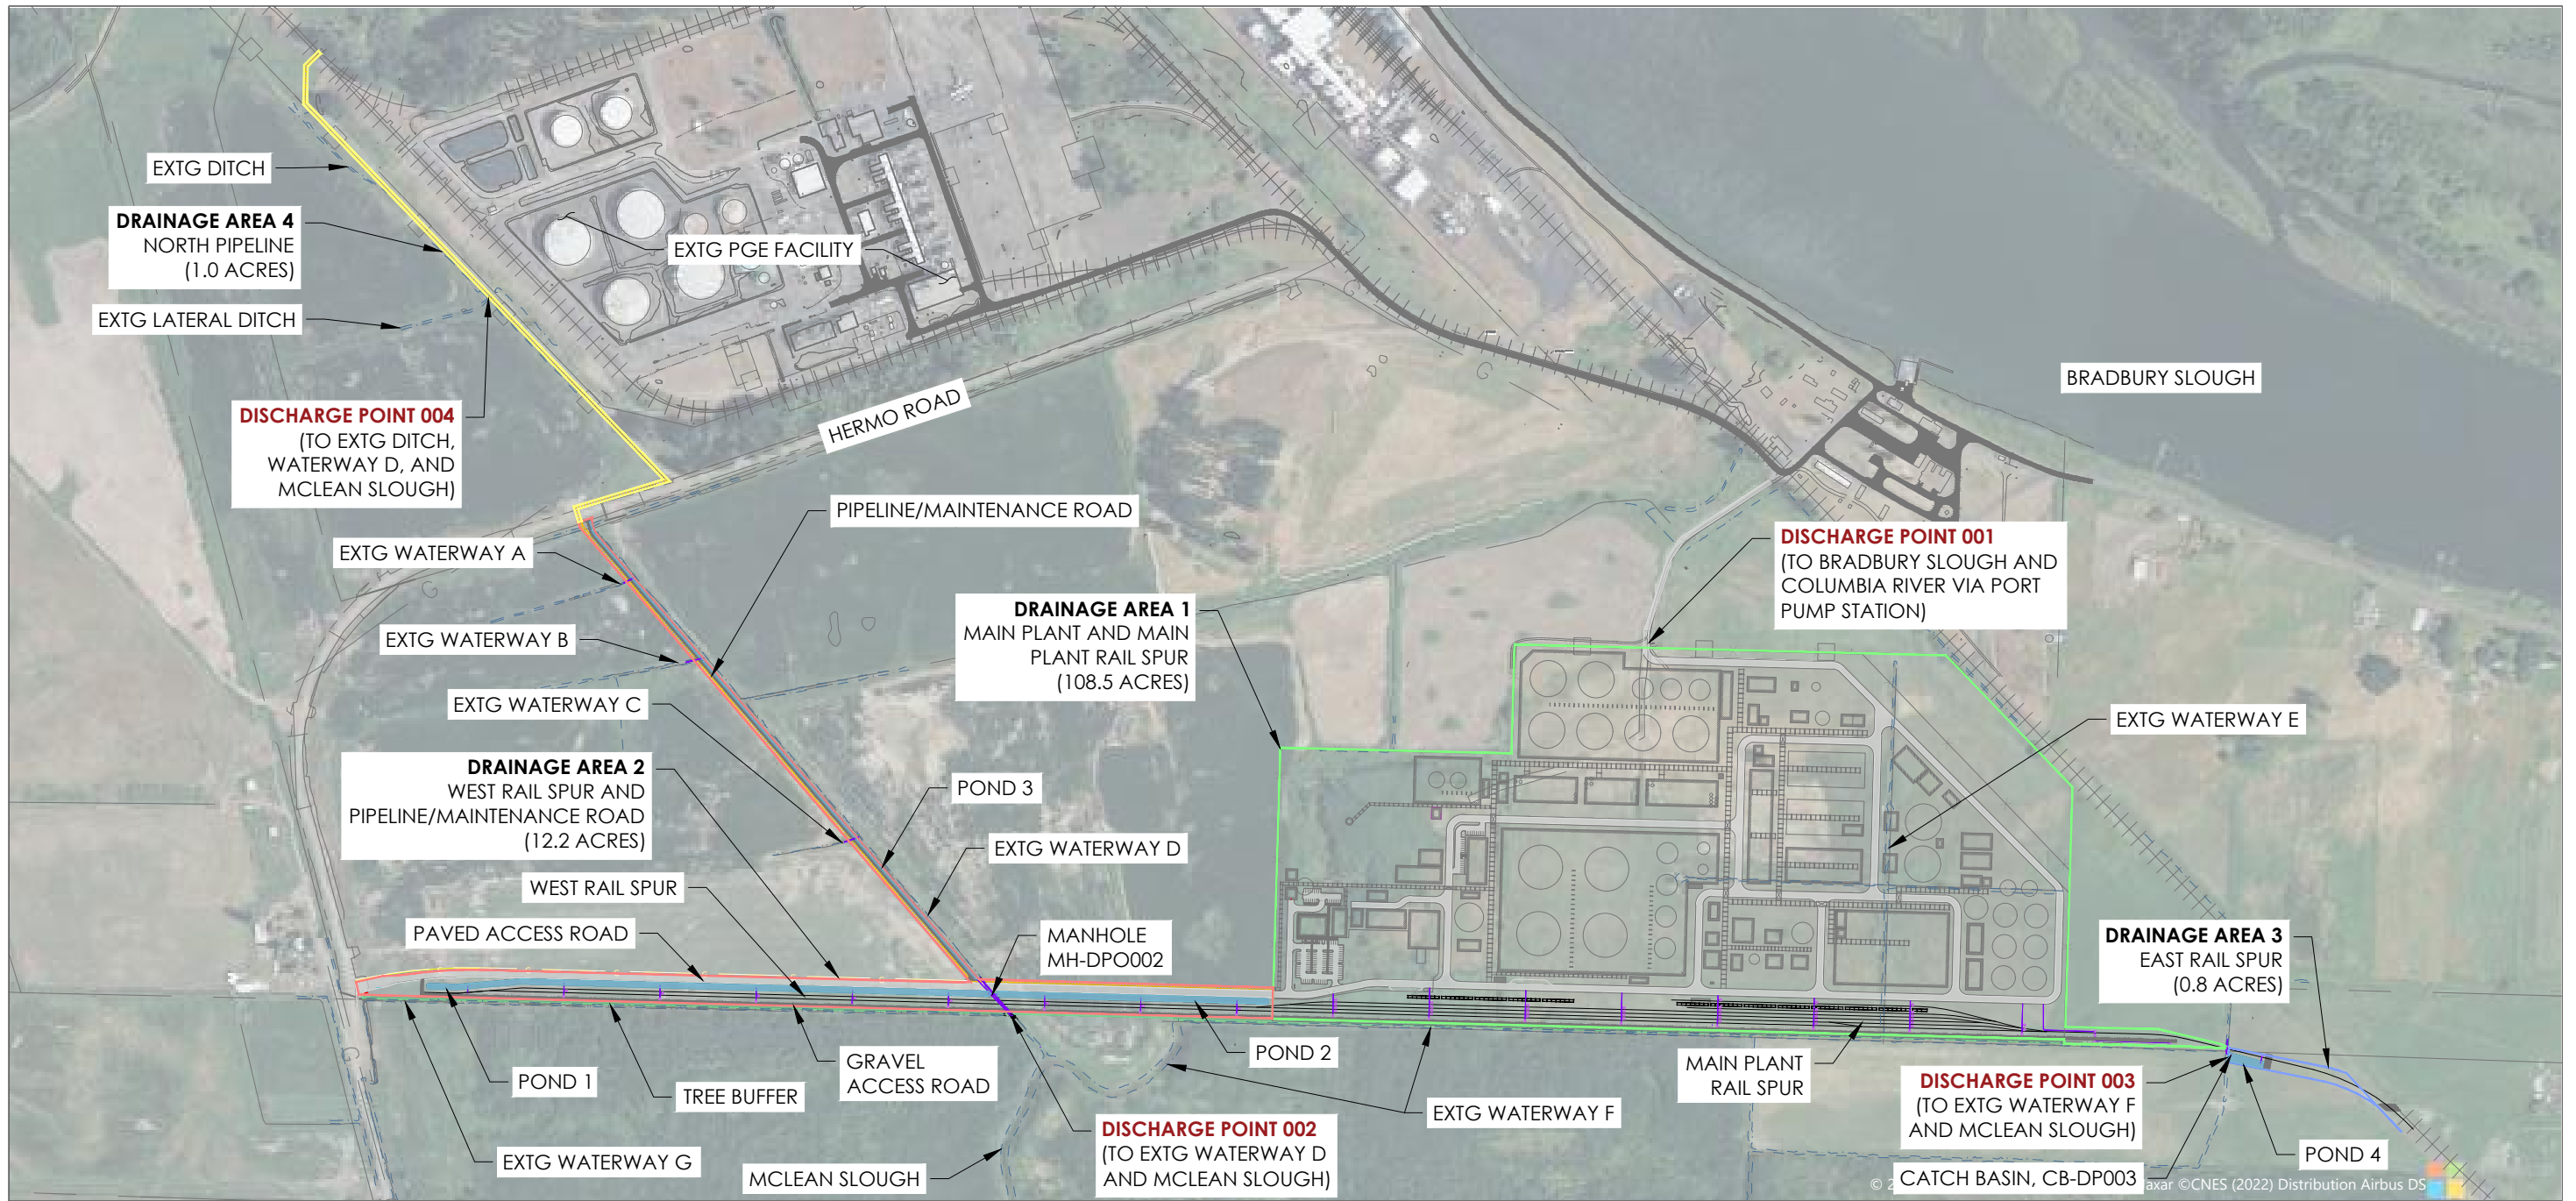 EXTG DITCH
DRAINAGE AREA 4
NORTH PIPELINE
(1.0 ACRES)
EXTG LATERAL DITCH
DISCHARGE POINT 004
(TO EXTG DITCH,
WATERWAY D, AND
MCLEAN SLOUGH)
EXTG PGE FACILITY
HERMO ROAD
BRADBURY SLOUGH
PIPELINE/MAINTENANCE ROAD
EXTG WATERWAY A
EXTG WATERWAY B
EXTG WATERWAY C
DISCHARGE POINT 001
(TO BRADBURY SLOUGH AND
COLUMBIA RIVER VIA PORT
PUMP STATION)
DRAINAGE AREA 1
MAIN PLANT AND MAIN
PLANT RAIL SPUR
(108.5 ACRES)
EXTG WATERWAY E
DRAINAGE AREA 2
WEST RAIL SPUR AND
PIPELINE/MAINTENANCE ROAD
(12.2 ACRES)
POND 3
EXTG WATERWAY D
WEST RAIL SPUR
PAVED ACCESS ROAD
MANHOLE
MH-DPO002
DRAINAGE AREA 3
EAST RAIL SPUR
(0.8 ACRES)
POND 1
TREE BUFFER
GRAVEL
ACCESS ROAD
POND 2
EXTG WATERWAY F
MAIN PLANT
RAIL SPUR
DISCHARGE POINT 003
(TO EXTG WATERWAY F
AND MCLEAN SLOUGH)
EXTG WATERWAY G
MCLEAN SLOUGH
DISCHARGE POINT 002
(TO EXTG WATERWAY D
AND MCLEAN SLOUGH)
POND 4
CATCH BASIN, CB-DP003
G
G
G
G
©CNES (2022) Distribution Airbus DS